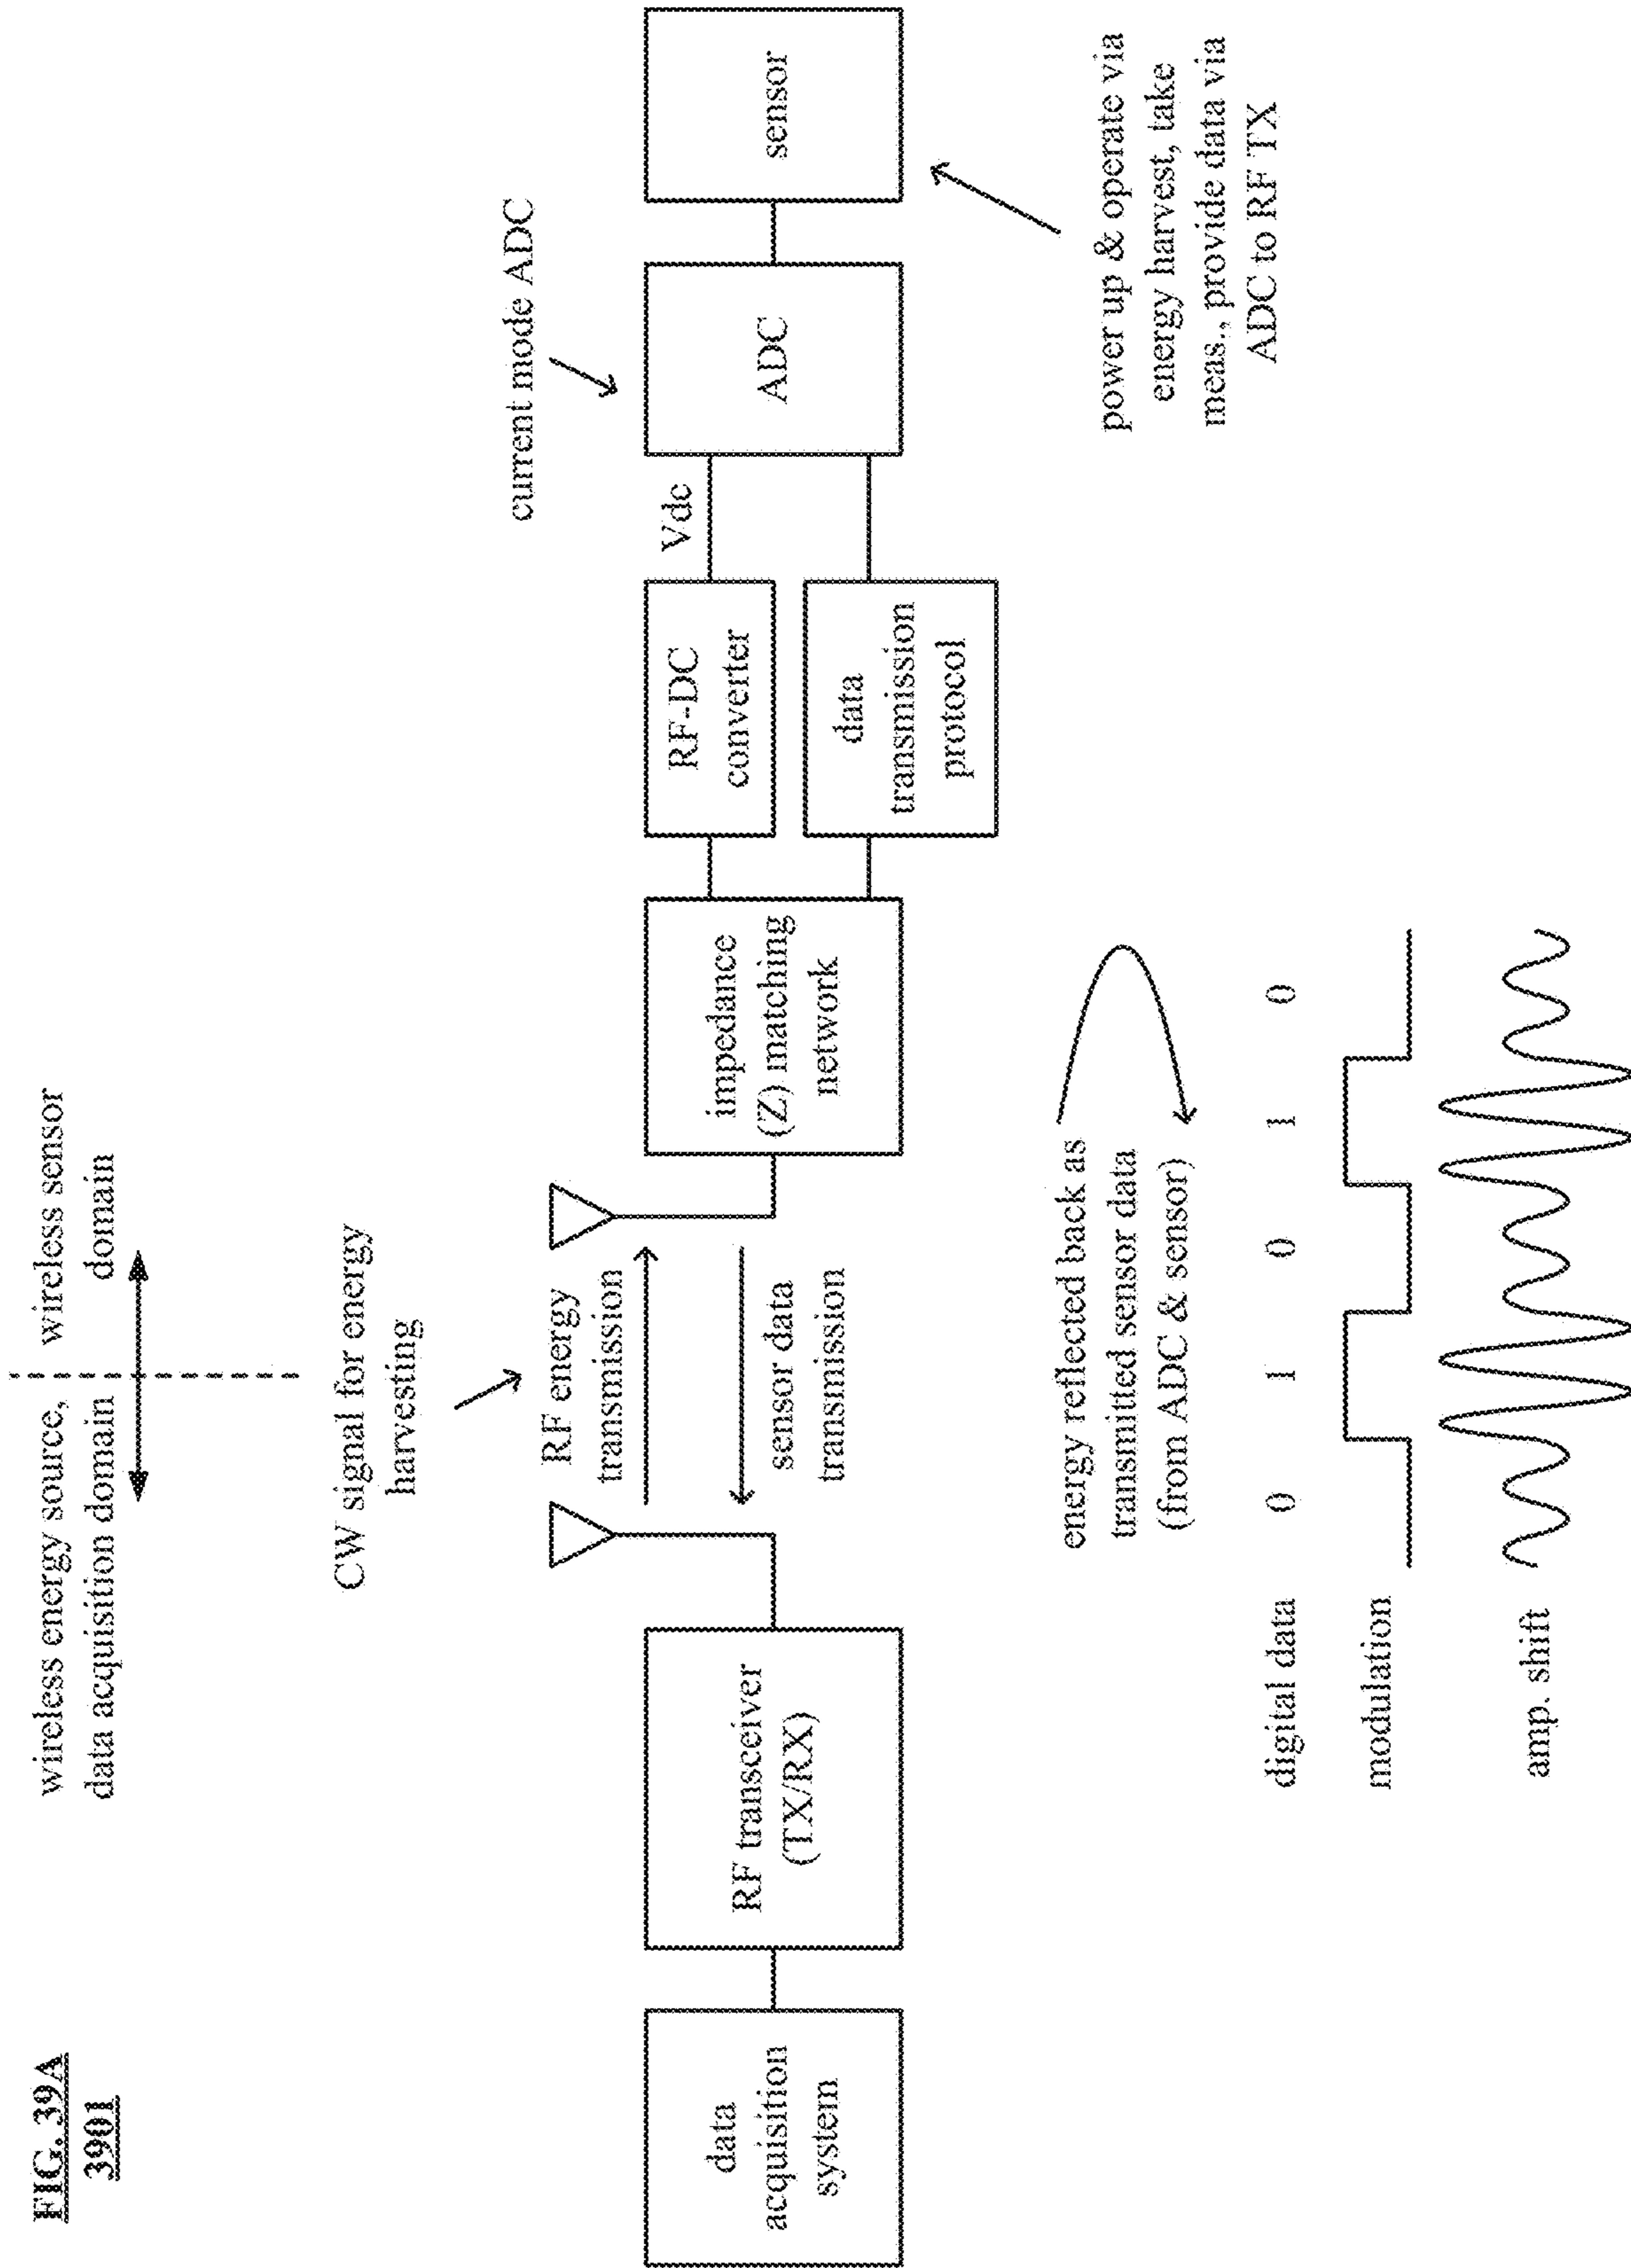 FIG. 39A
3901
wireless energy source,
data acquisition domain
wireless sensor
domain
CW signal for energy
harvesting
RF energy
transmission
sensor data
transmission
current mode ADC
data
acquisition
system
RF transceiver
(TX/RX)
impedance
(Z) matching
network
RF-DC
converter
Vdc
data
transmission
protocol
ADC
sensor
power up & operate via
energy harvest, take
meas., provide data via
ADC to RF TX
energy reflected back as
transmitted sensor data
(from ADC & sensor)
digital data 0 1 0 1 0
modulation
amp. shift